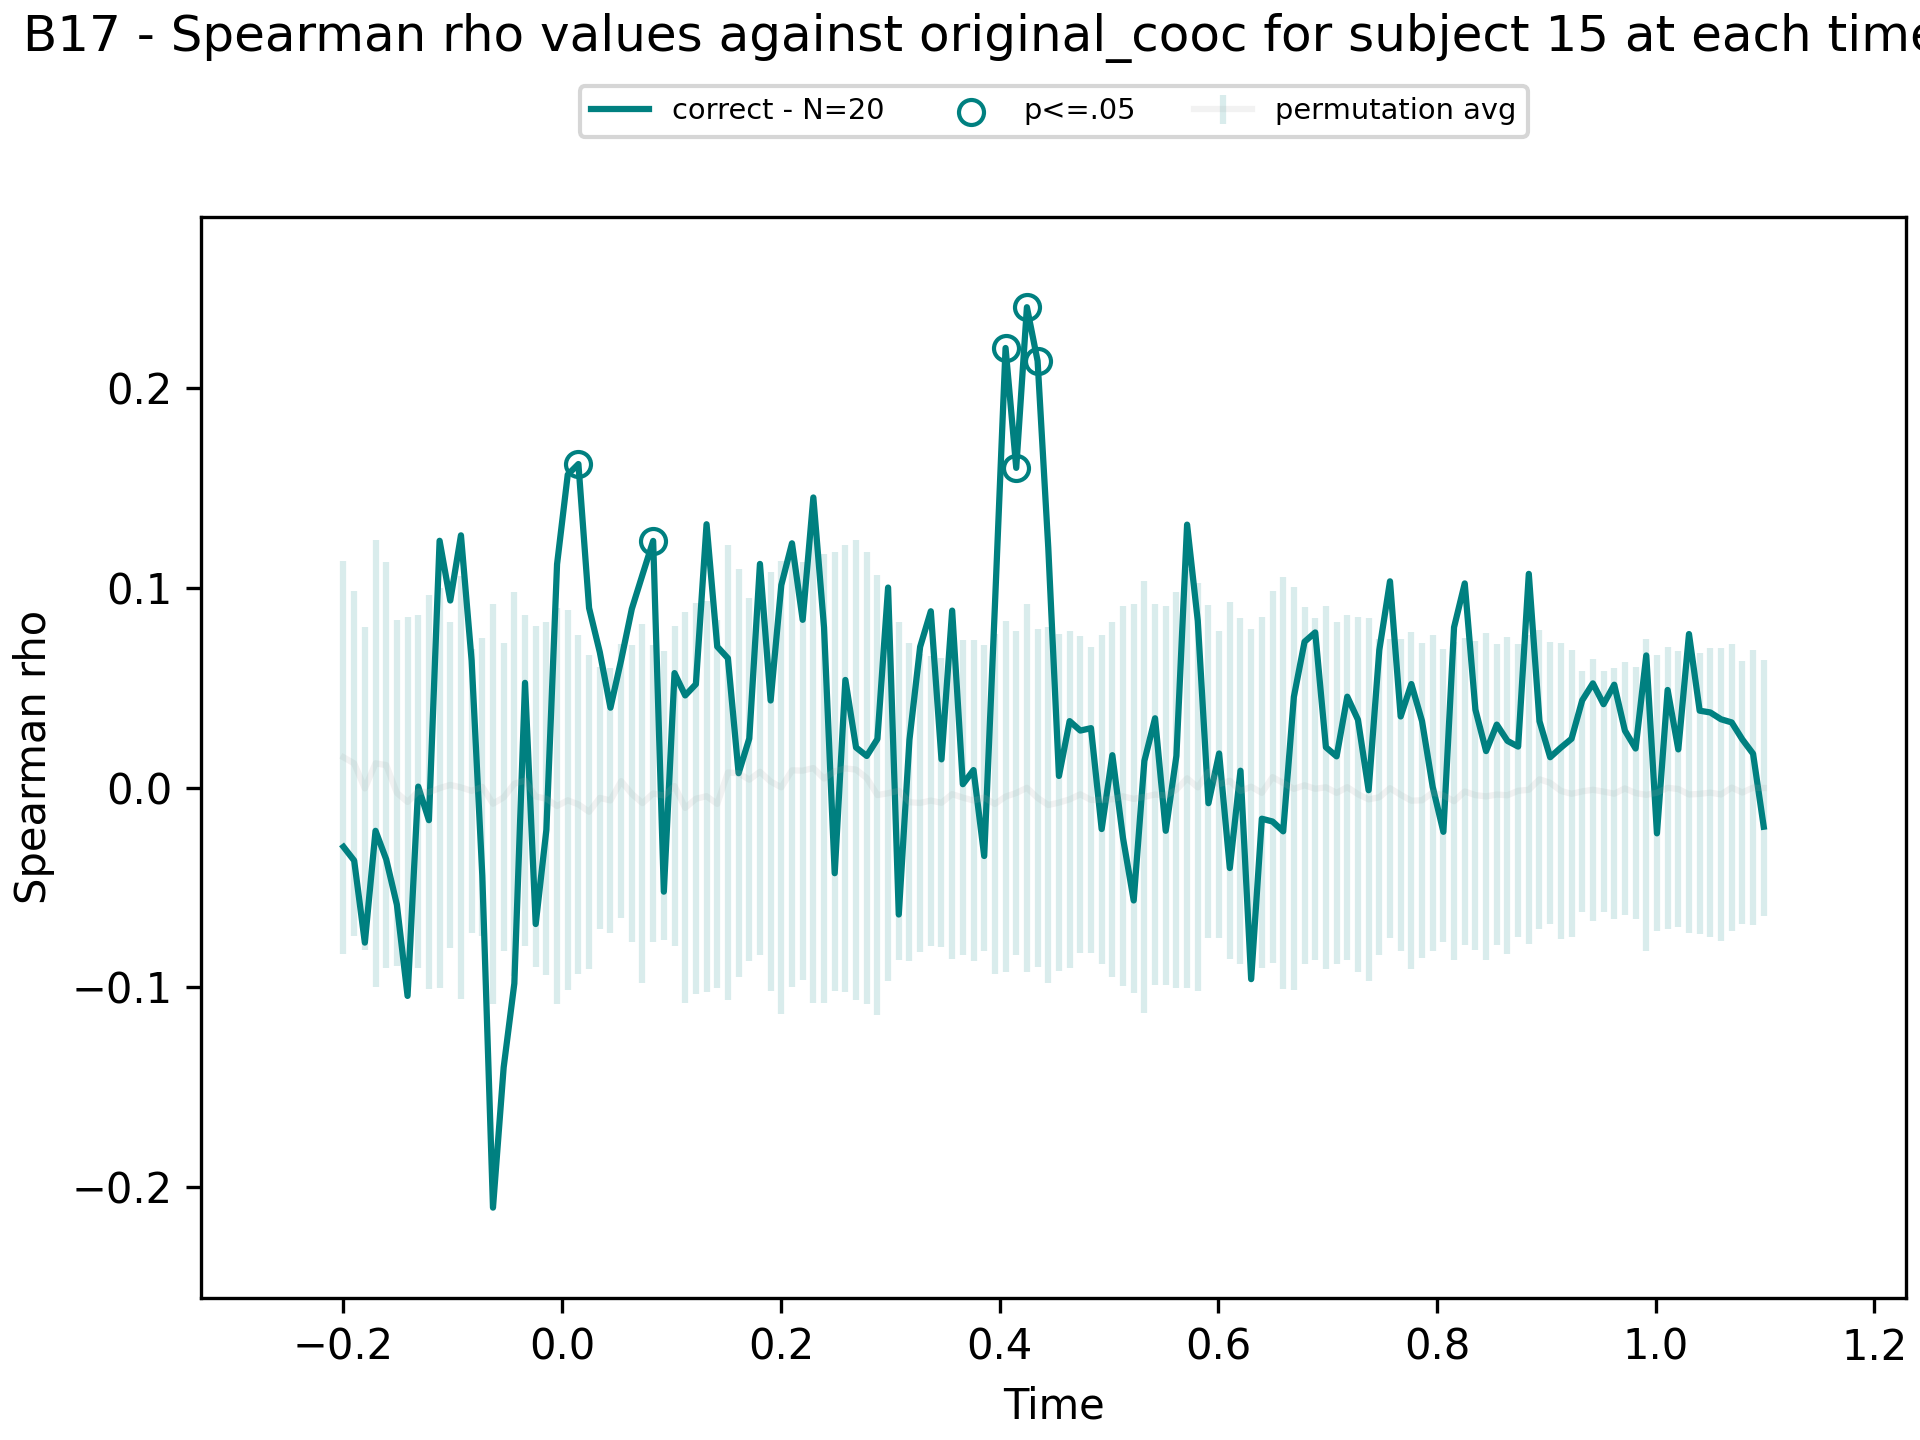 B17 - Spearman rho values against original_cooc for subject 15 at each time
correct - N=20 p<=.05 permutation avg
Spearman rho
0.2
0.1
0.0
−0.1
−0.2
−0.2 0.0 0.2 0.4 0.6 0.8 1.0 1.2
Time